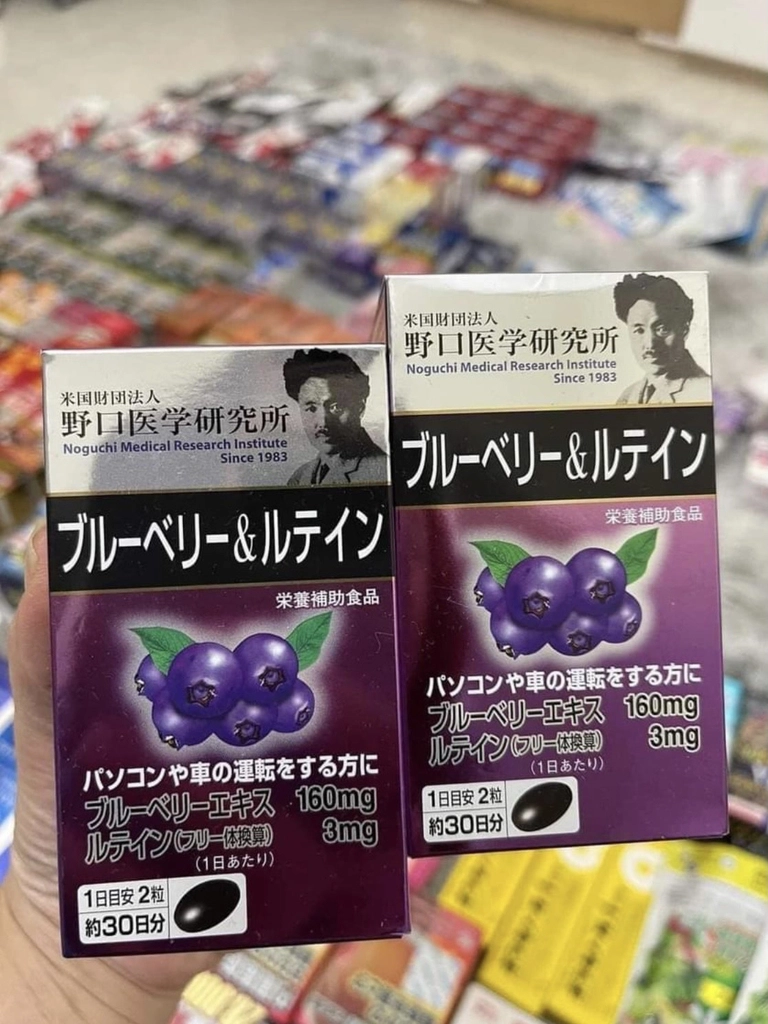 米国財団法人
野口医学研究所
Noguchi Medical Research Institute
Since 1983
ブルーベリー&ルテイン
栄養補助食品
パソコンや車の運転をする方に
ブルーベリーエキス 160mg
ルテイン(フリー体換算) 3mg
(1日あたり)
1日目安 2粒
約30日分
米国財団法人
野口医学研究所
Noguchi Medical Research Institute
Since 1983
ブルーベリー&ルテイン
栄養補助食品
パソコンや車の運転をする方に
ブルーベリーエキス 160mg
ルテイン(フリー体換算) 3mg
(1日あたり)
1日目安 2粒
約30日分